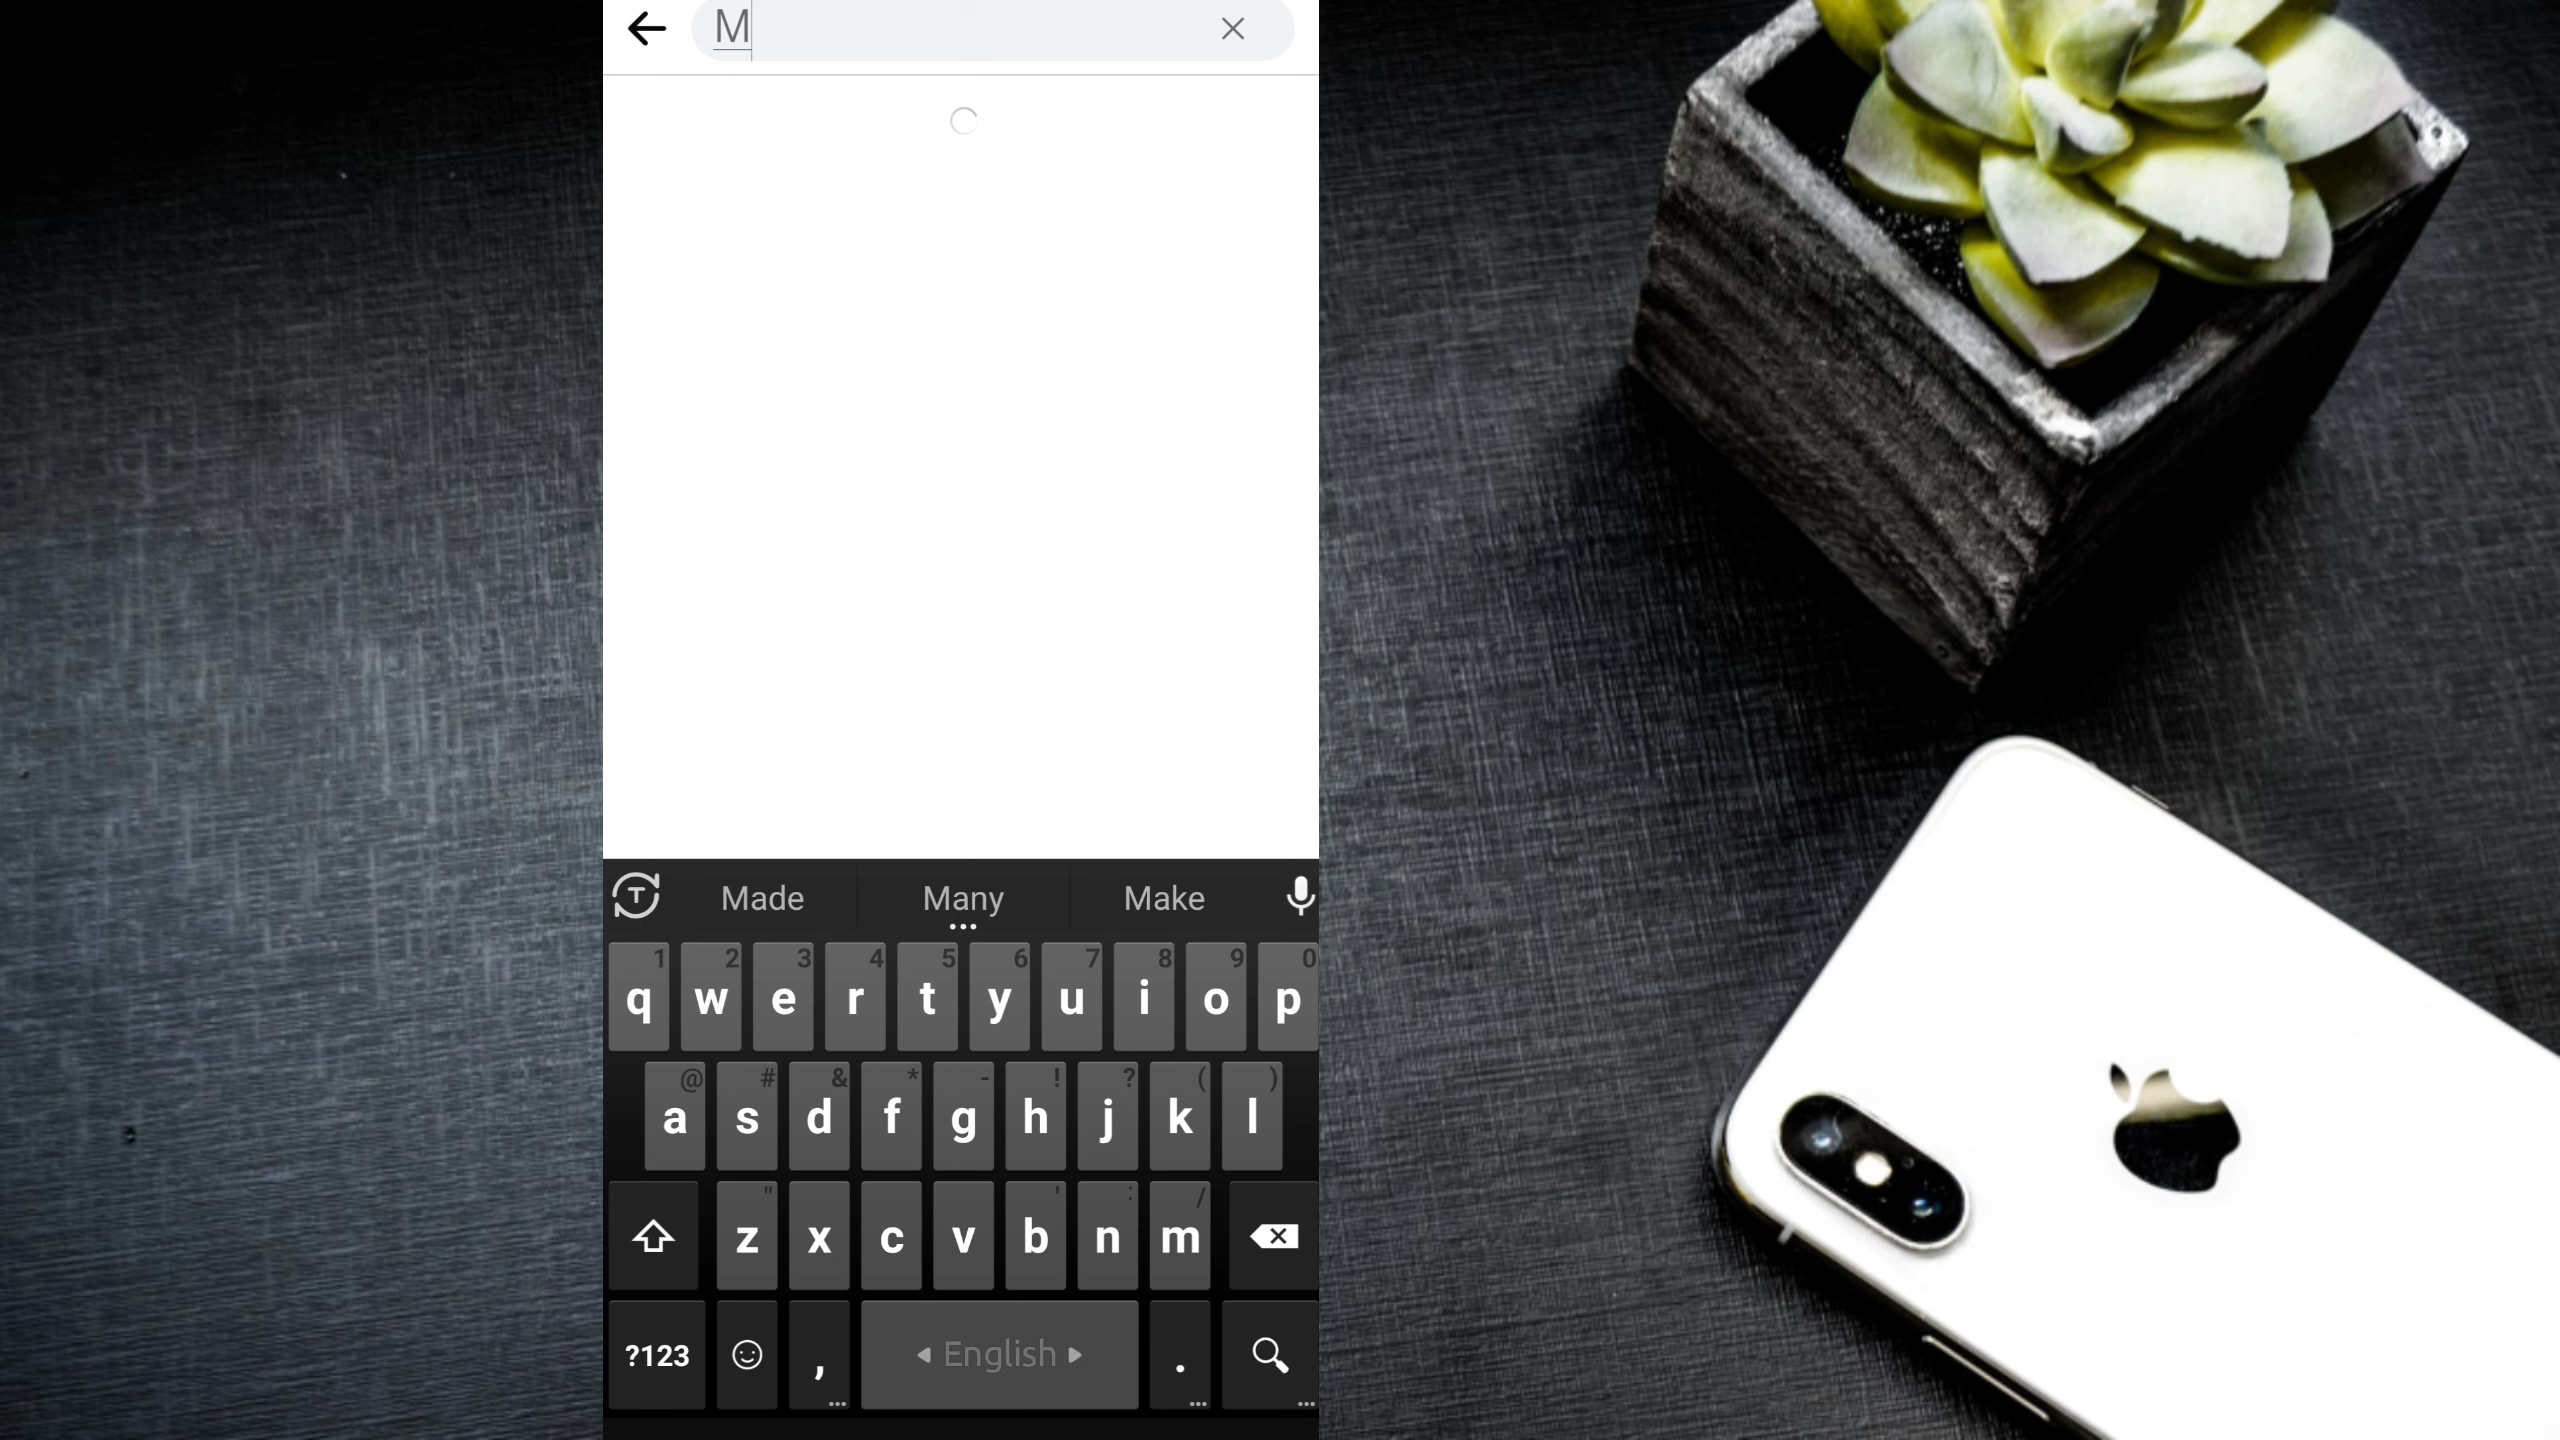 M
Made Many Make
1 2 3 4 5 6 7 8 9 0
q w e r t y u i o p
@ # & * - ! ? ( )
a s d f g h j k l
" ' : /
z x c v b n m
?123 , English .